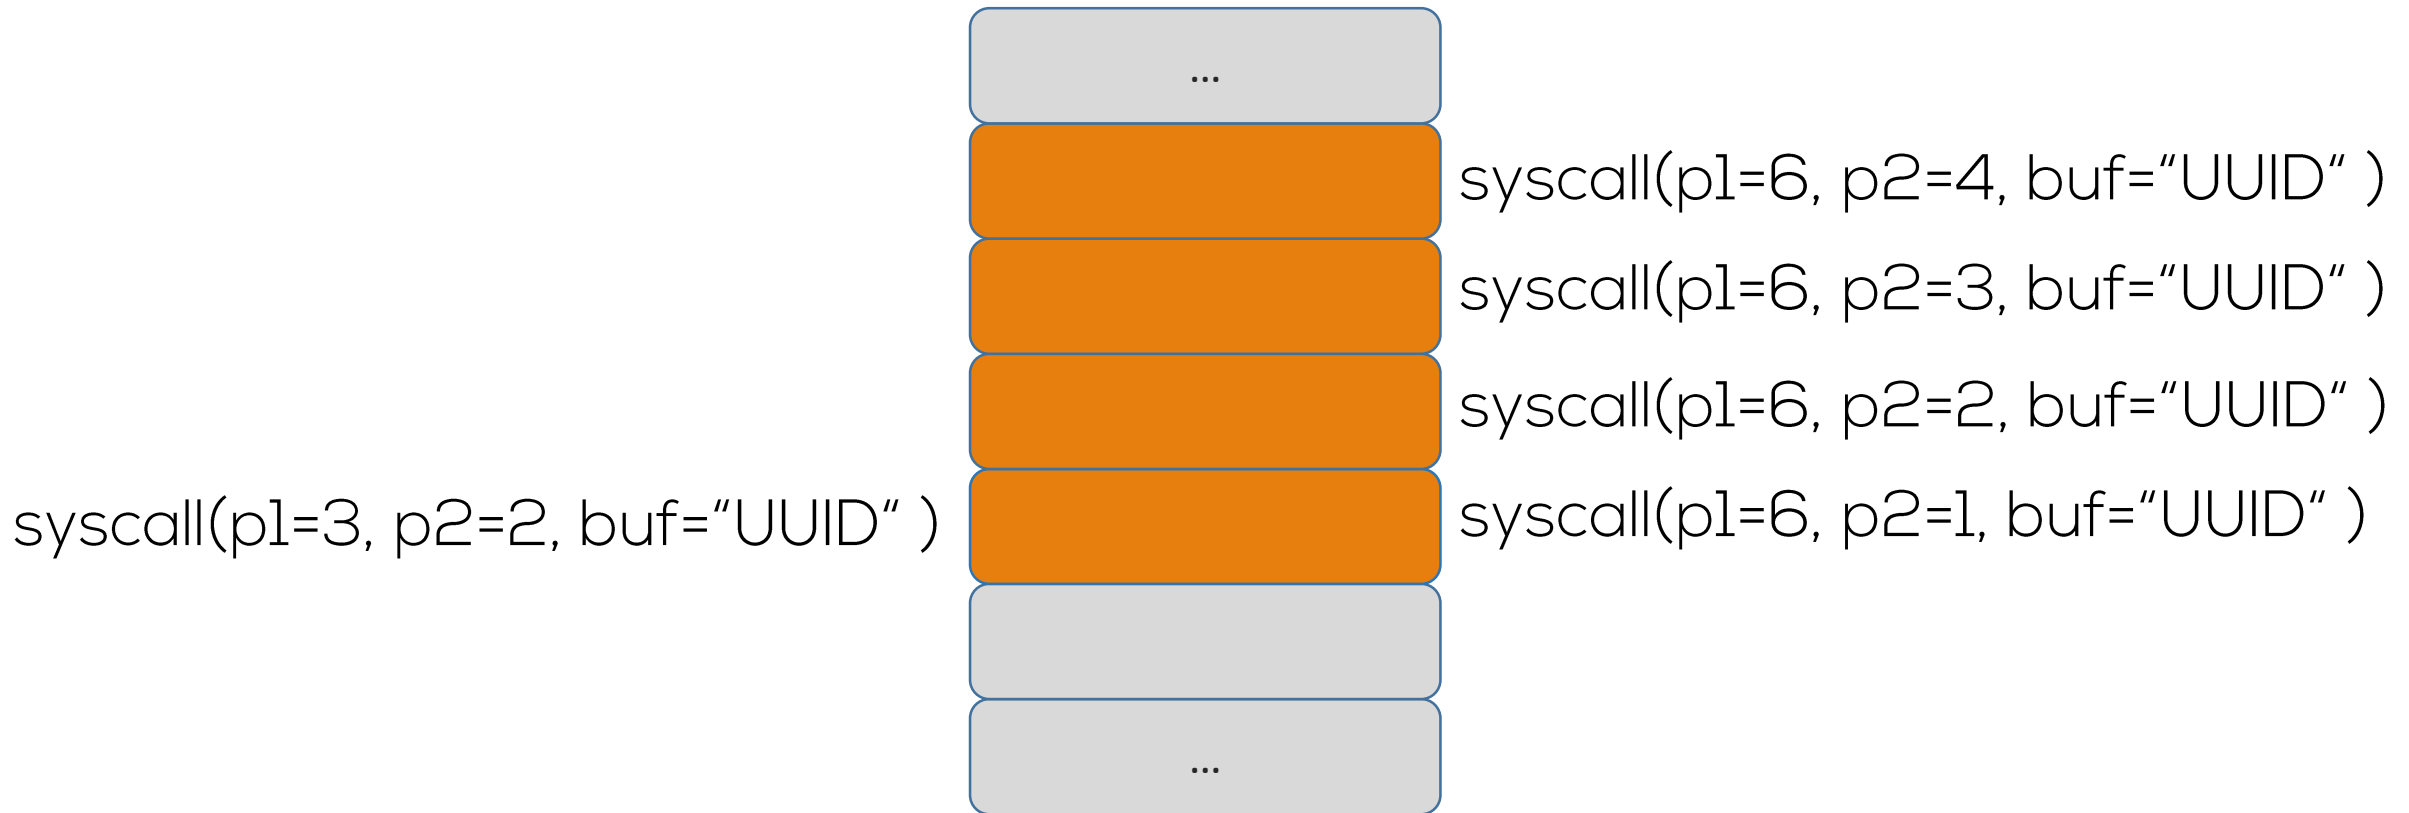 ...
syscall(p1=6, p2=4, buf=“UUID“ )
syscall(p1=6, p2=3, buf=“UUID“ )
syscall(p1=6, p2=2, buf=“UUID“ )
syscall(p1=3, p2=2, buf=“UUID“ )
syscall(p1=6, p2=1, buf=“UUID“ )
...